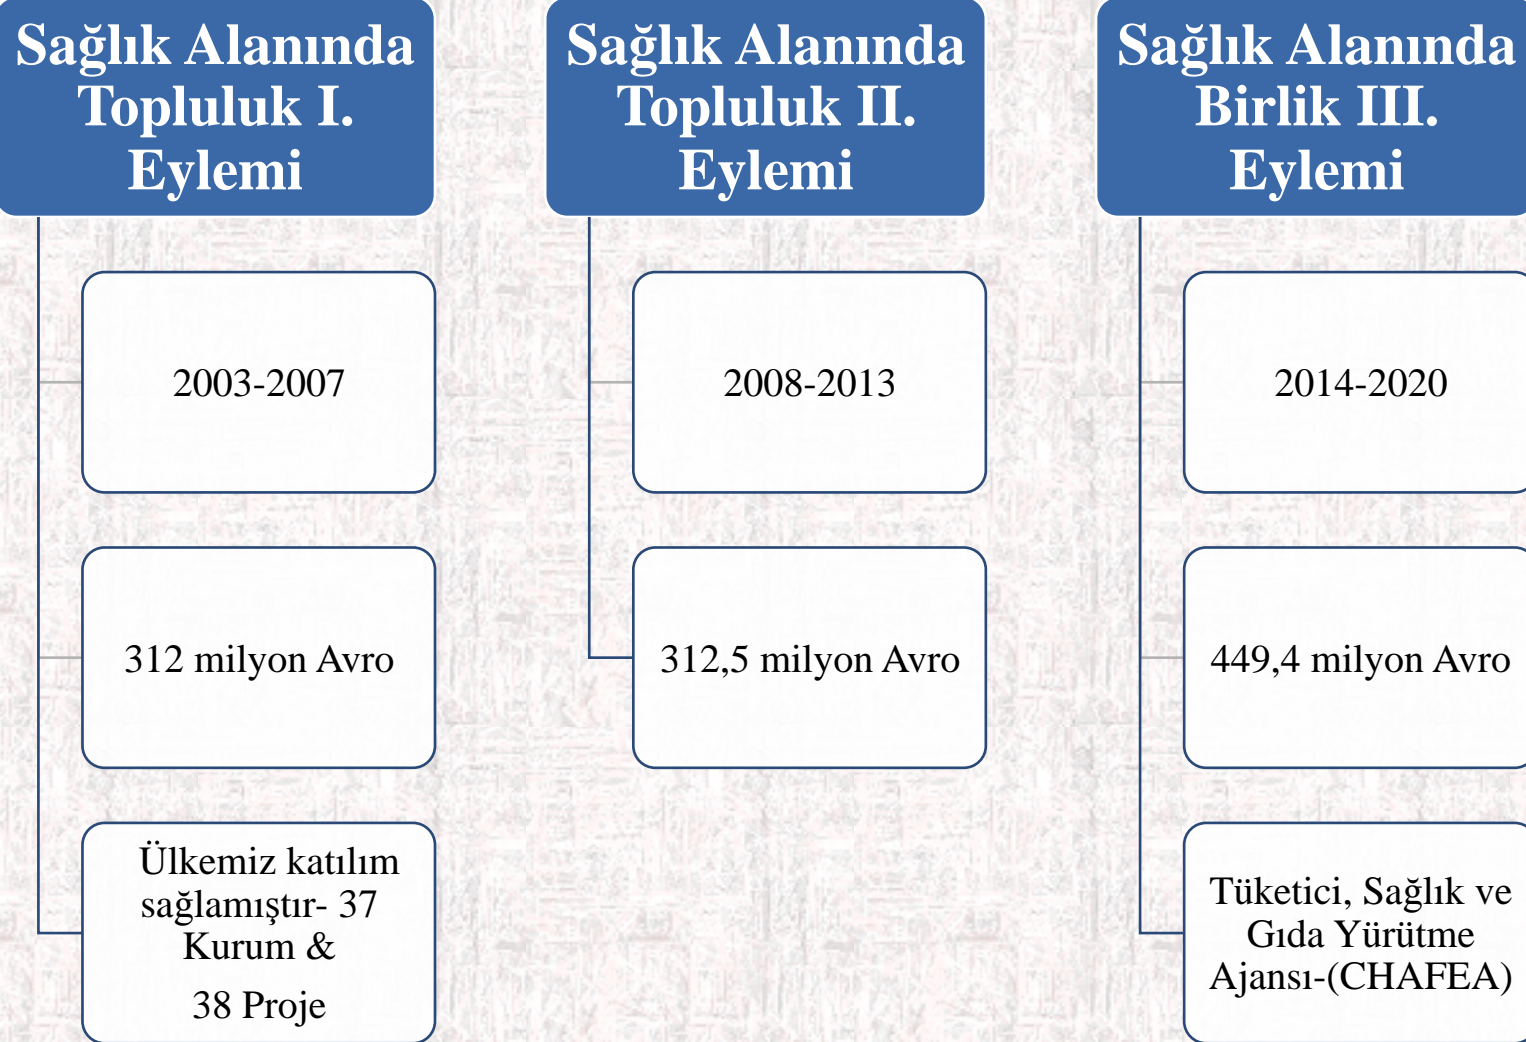 Sağlık Alanında
Topluluk I.
Eylemi
2003-2007
312 milyon Avro
Ülkemiz katılım
sağlamıştır- 37
Kurum &
38 Proje
Sağlık Alanında
Topluluk II.
Eylemi
2008-2013
312,5 milyon Avro
Sağlık Alanında
Birlik III.
Eylemi
2014-2020
449,4 milyon Avro
Tüketici, Sağlık ve
Gıda Yürütme
Ajansı-(CHAFEA)